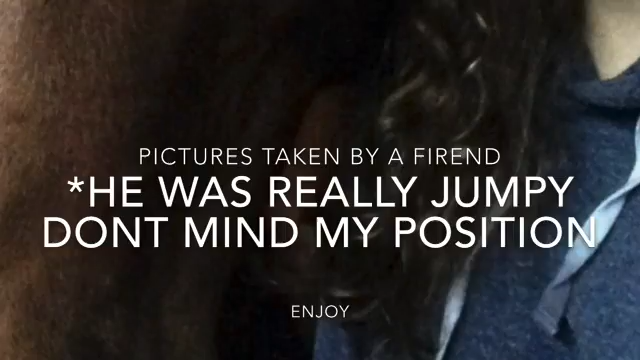 PICTURES TAKEN BY A FIREND
*HE WAS REALLY JUMPY
DONT MIND MY POSITION
ENJOY